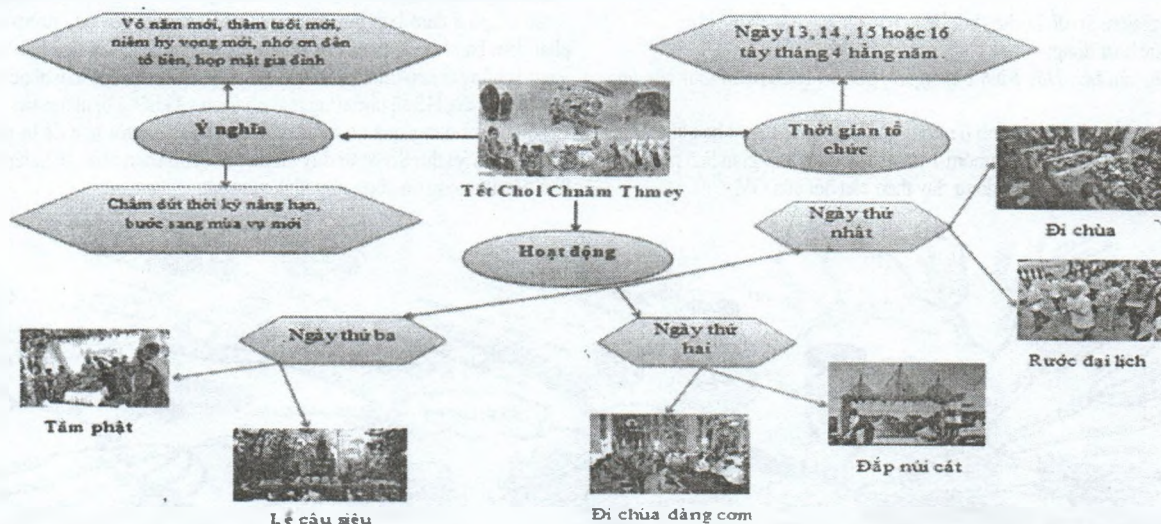 Vô năm mới, thêm tuổi mới,
niềm hy vọng mới, nhớ ơn đến
tổ tiên, họp mặt gia đình
Ngày 13, 14 , 15 hoặc 16
tây tháng 4 hằng năm .
Ý nghĩa
Thời gian tổ
chức
Tết Chol Chnăm Thmey
Chấm dứt thời kỳ nắng hạn,
bước sang mùa vụ mới
Ngày thứ
nhất
Đi chùa
Hoạt động
Ngày thứ ba
Ngày thứ
hai
Rước đại lịch
Tắm phật
Đắp núi cát
Lễ cầu siêu
Đi chùa dâng cơm